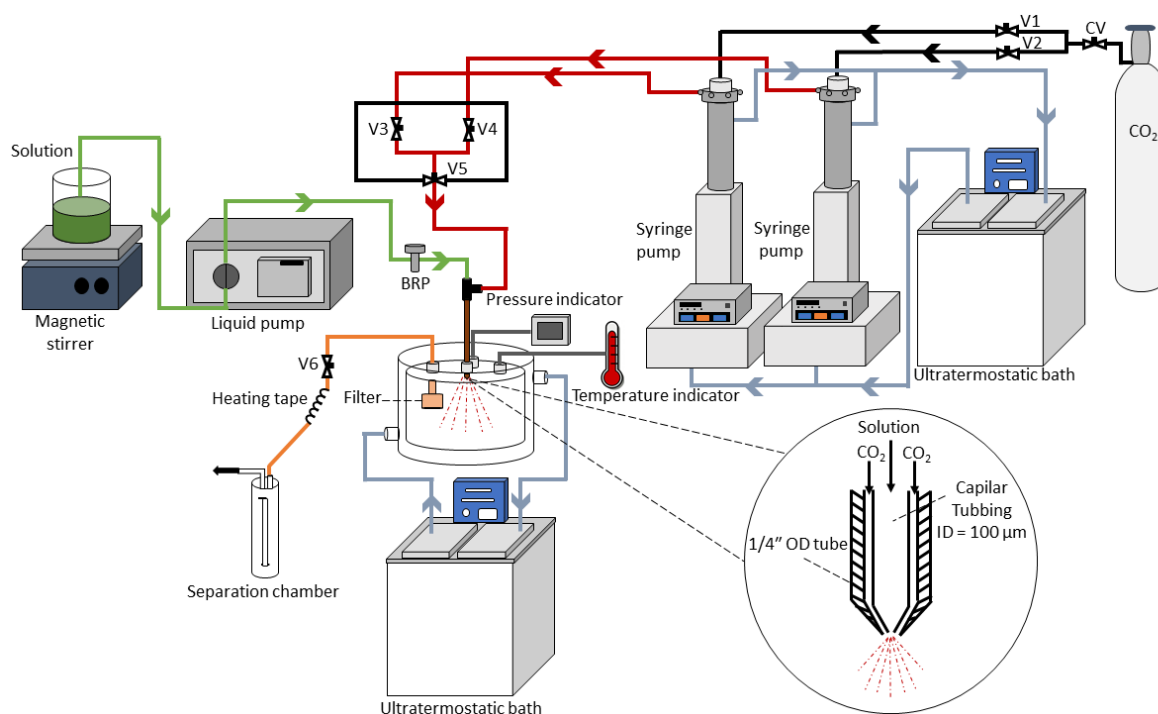 V1
CV
V2
CO₂
V3
V4
V5
Solution
Syringe
pump
Syringe
pump
BRP
Pressure indicator
Magnetic
stirrer
Liquid pump
V6
Heating tape
Filter
Temperature indicator
Ultratermostatic bath
Solution
CO₂
CO₂
Capilar
Tubbing
ID = 100 µm
1/4” OD tube
Separation chamber
Ultratermostatic bath